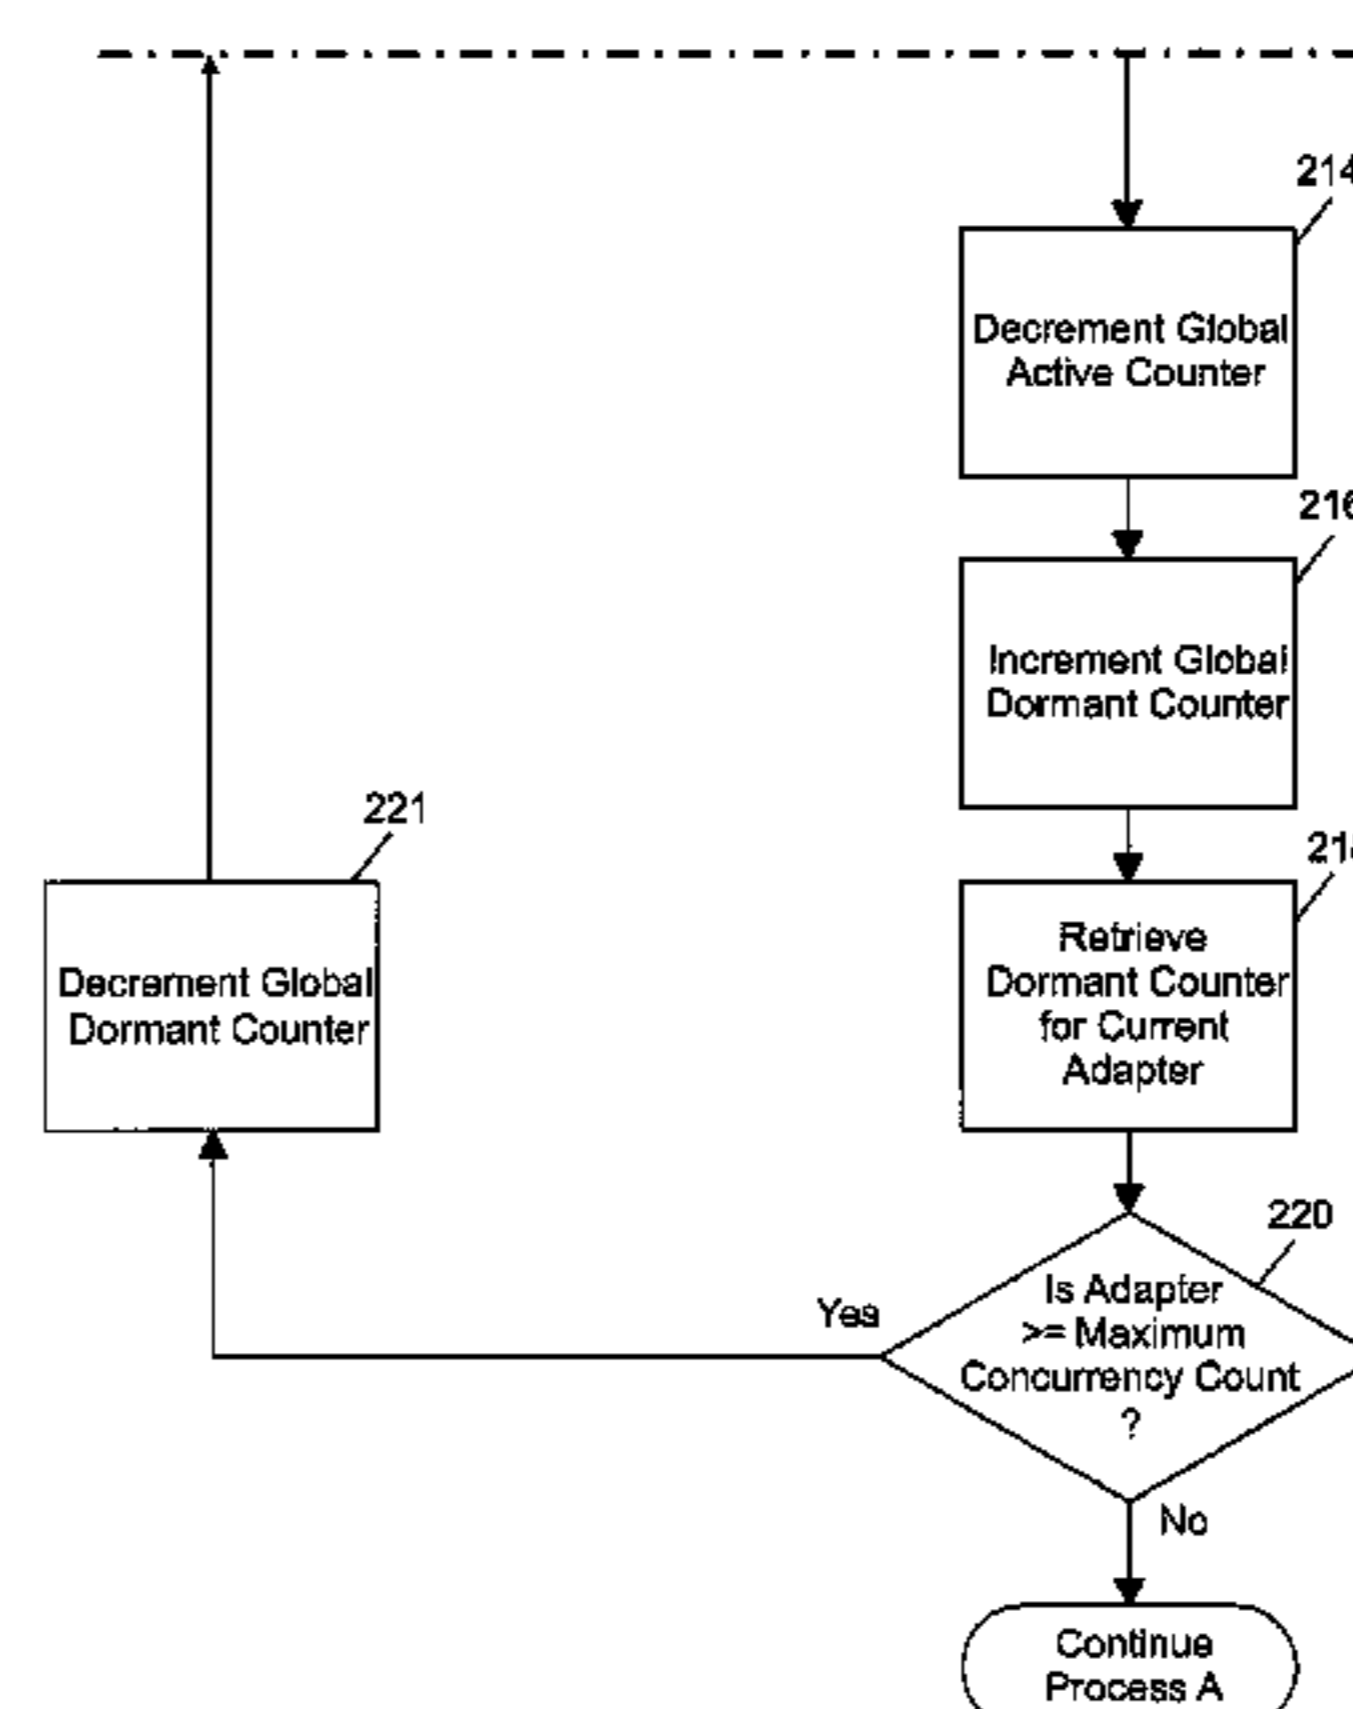 214
Decrement Global
Active Counter
216
Increment Global
Dormant Counter
221
Decrement Global
Dormant Counter
Retrieve
Dormant Counter
for Current
Adapter
220
Is Adapter
>= Maximum
Concurrency Count
?
Yes
No
Continue
Process A